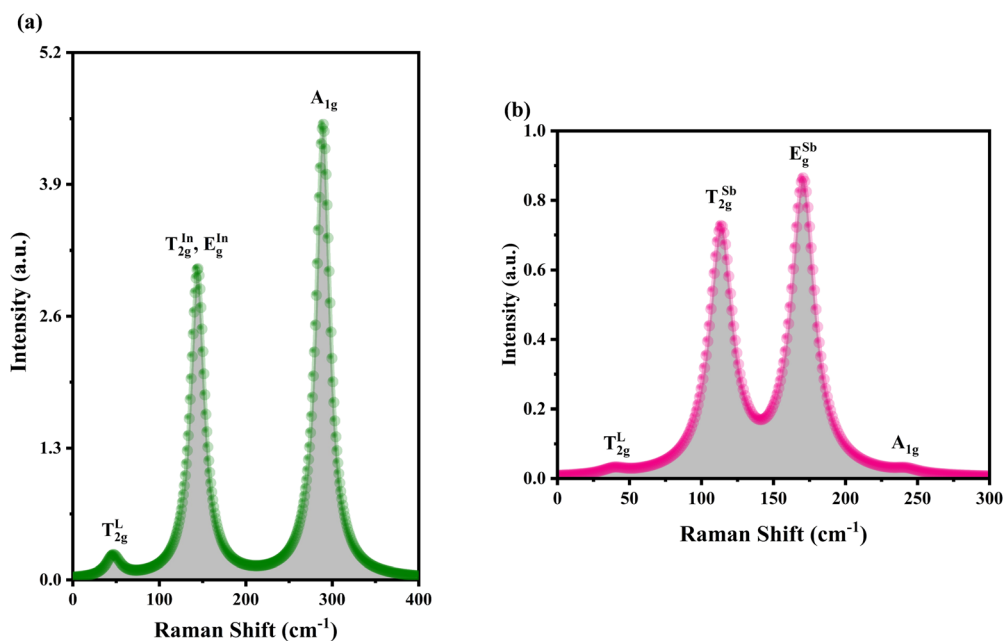 (a)
5.2
3.9
2.6
1.3
0.0
Intensity (a.u.)
T₂gᴸ
T₂gᴵⁿ, Egᴵⁿ
A₁g
0 100 200 300 400
Raman Shift (cm⁻¹)
(b)
1.0
0.8
0.6
0.4
0.2
0.0
Intensity (a.u.)
T₂gᴸ
T₂gˢᵇ
Egˢᵇ
A₁g
0 50 100 150 200 250 300
Raman Shift (cm⁻¹)